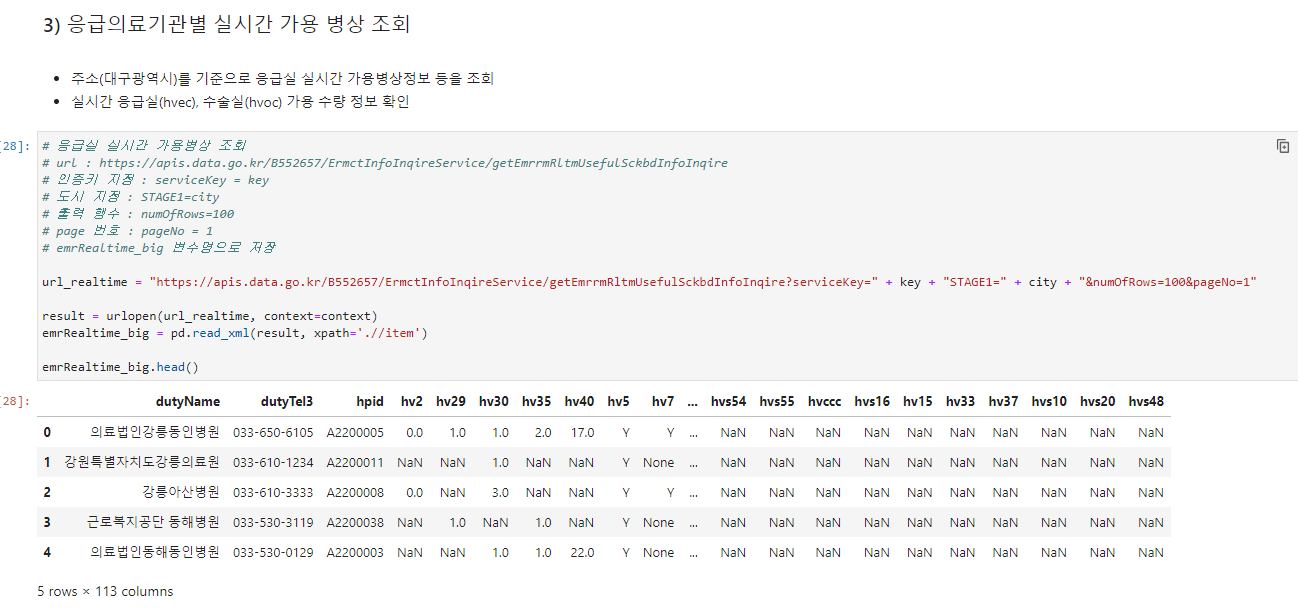 3) 응급의료기관별 실시간 가용 병상 조회
• 주소(대구광역시)를 기준으로 응급실 실시간 가용병상정보 등을 조회
• 실시간 응급실(hvec), 수술실(hvoc) 가용 수량 정보 확인
[28]:
# 응급실 실시간 가용병상 조회
# url : https://apis.data.go.kr/B552657/ErmctInfoInqireService/getEmrrmRltmUsefulSckbdInfoInqire
# 인증키 지정 : serviceKey = key
# 도시 지정 : STAGE1=city
# 출력 행수 : numOfRows=100
# page 번호 : pageNo = 1
# emrRealtime_big 변수명으로 저장
url_realtime = "https://apis.data.go.kr/B552657/ErmctInfoInqireService/getEmrrmRltmUsefulSckbdInfoInqire?serviceKey=" + key + "STAGE1=" + city + "&numOfRows=100&pageNo=1"
result = urlopen(url_realtime, context=context)
emrRealtime_big = pd.read_xml(result, xpath='.//item')
emrRealtime_big.head()
[28]:
dutyName dutyTel3 hpid hv2 hv29 hv30 hv35 hv40 hv5 hv7 ... hvs54 hvs55 hvccc hvs16 hv15 hv33 hv37 hvs10 hvs20 hvs48
0 의료법인강릉동인병원 033-650-6105 A2200005 0.0 1.0 1.0 2.0 17.0 Y Y ... NaN NaN NaN NaN NaN NaN NaN NaN NaN NaN
1 강원특별자치도강릉의료원 033-610-1234 A2200011 NaN NaN 1.0 NaN NaN Y None ... NaN NaN NaN NaN NaN NaN NaN NaN NaN NaN
2 강릉아산병원 033-610-3333 A2200008 0.0 NaN 3.0 NaN NaN Y Y ... NaN NaN NaN NaN NaN NaN NaN NaN NaN NaN
3 근로복지공단 동해병원 033-530-3119 A2200038 NaN 1.0 NaN 1.0 NaN Y None ... NaN NaN NaN NaN NaN NaN NaN NaN NaN NaN
4 의료법인동해동인병원 033-530-0129 A2200003 NaN NaN 1.0 1.0 22.0 Y None ... NaN NaN NaN NaN NaN NaN NaN NaN NaN NaN
5 rows × 113 columns